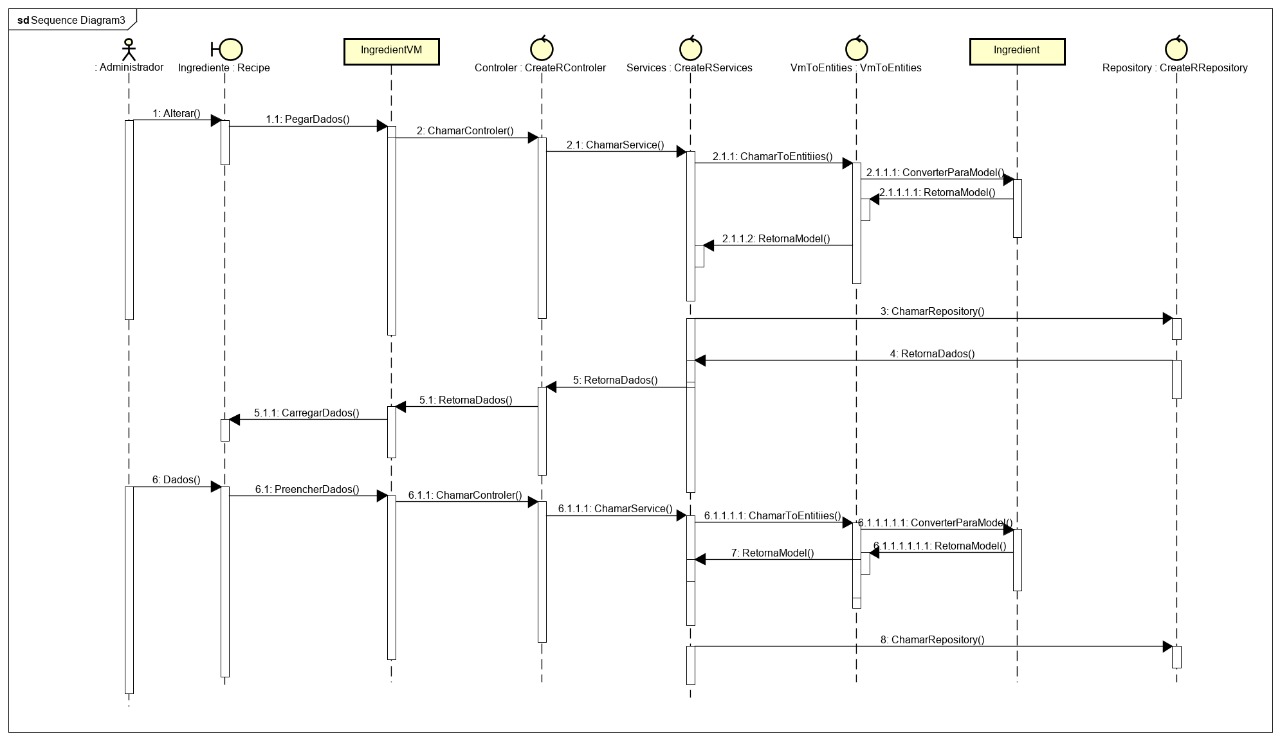 sd Sequence Diagram3
IngredientVM
Ingredient
: Administrador
Ingrediente : Recipe
Controler : CreateRControler
Services : CreateRServices
VmToEntities : VmToEntities
Repository : CreateRRepository
1: Alterar()
1.1: PegarDados()
2: ChamarControler()
2.1: ChamarService()
2.1.1: ChamarToEntitiies()
2.1.1.1: ConverterParaModel()
2.1.1.1.1: RetornaModel()
2.1.1.2: RetornaModel()
3: ChamarRepository()
4: RetornaDados()
5: RetornaDados()
5.1: RetornaDados()
5.1.1: CarregarDados()
6: Dados()
6.1: PreencherDados()
6.1.1: ChamarControler()
6.1.1.1: ChamarService()
6.1.1.1.1: ChamarToEntitiies()
6.1.1.1.1.1: ConverterParaModel()
6.1.1.1.1.1.1: RetornaModel()
7: RetornaModel()
8: ChamarRepository()